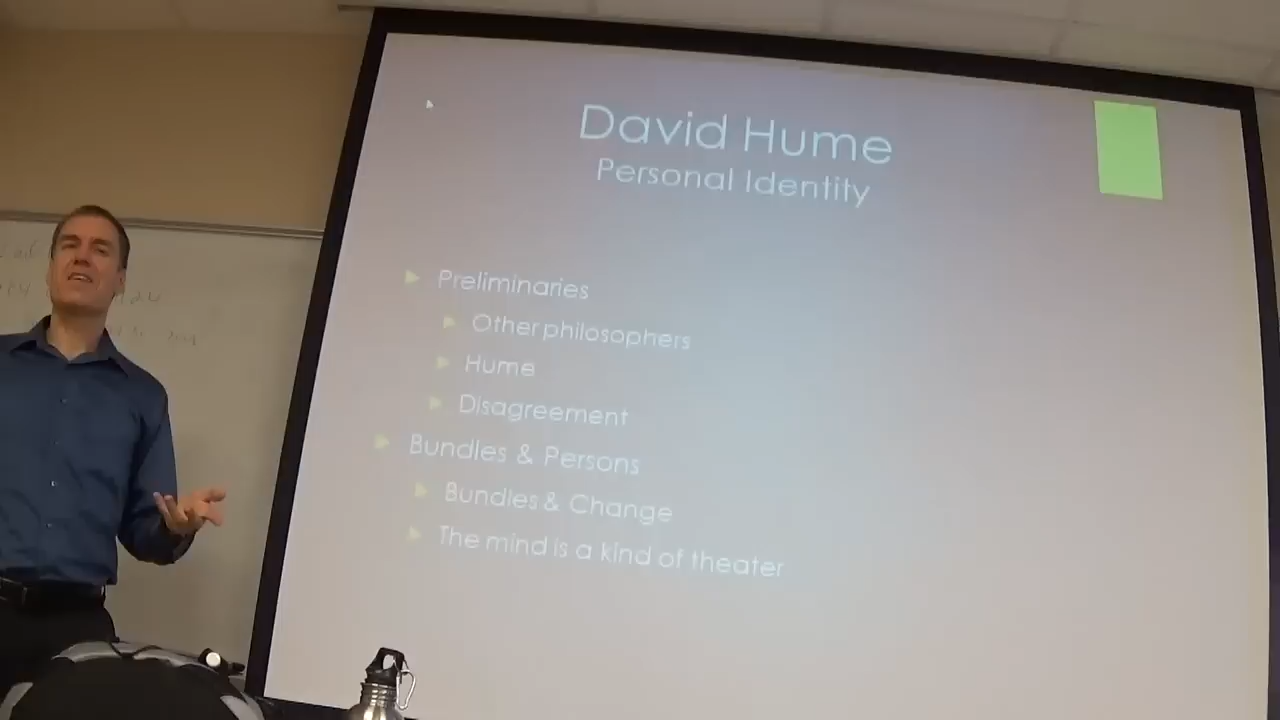 David Hume
Personal Identity
Preliminaries
Other philosophers
Hume
Disagreement
Bundles & Persons
Bundles & Change
The mind is a kind of theater